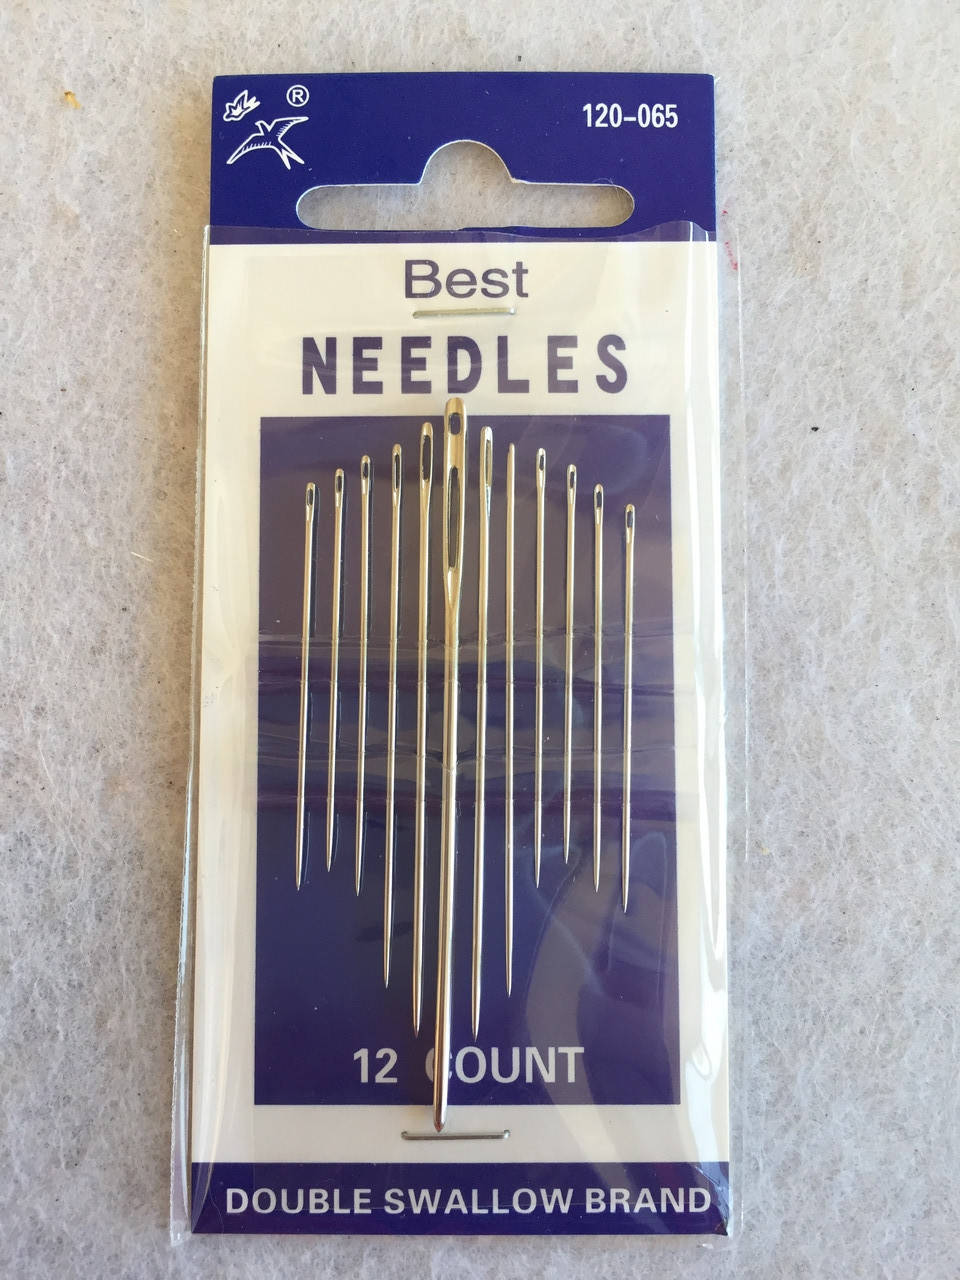 ®
120-065
Best
NEEDLES
12 COUNT
DOUBLE SWALLOW BRAND